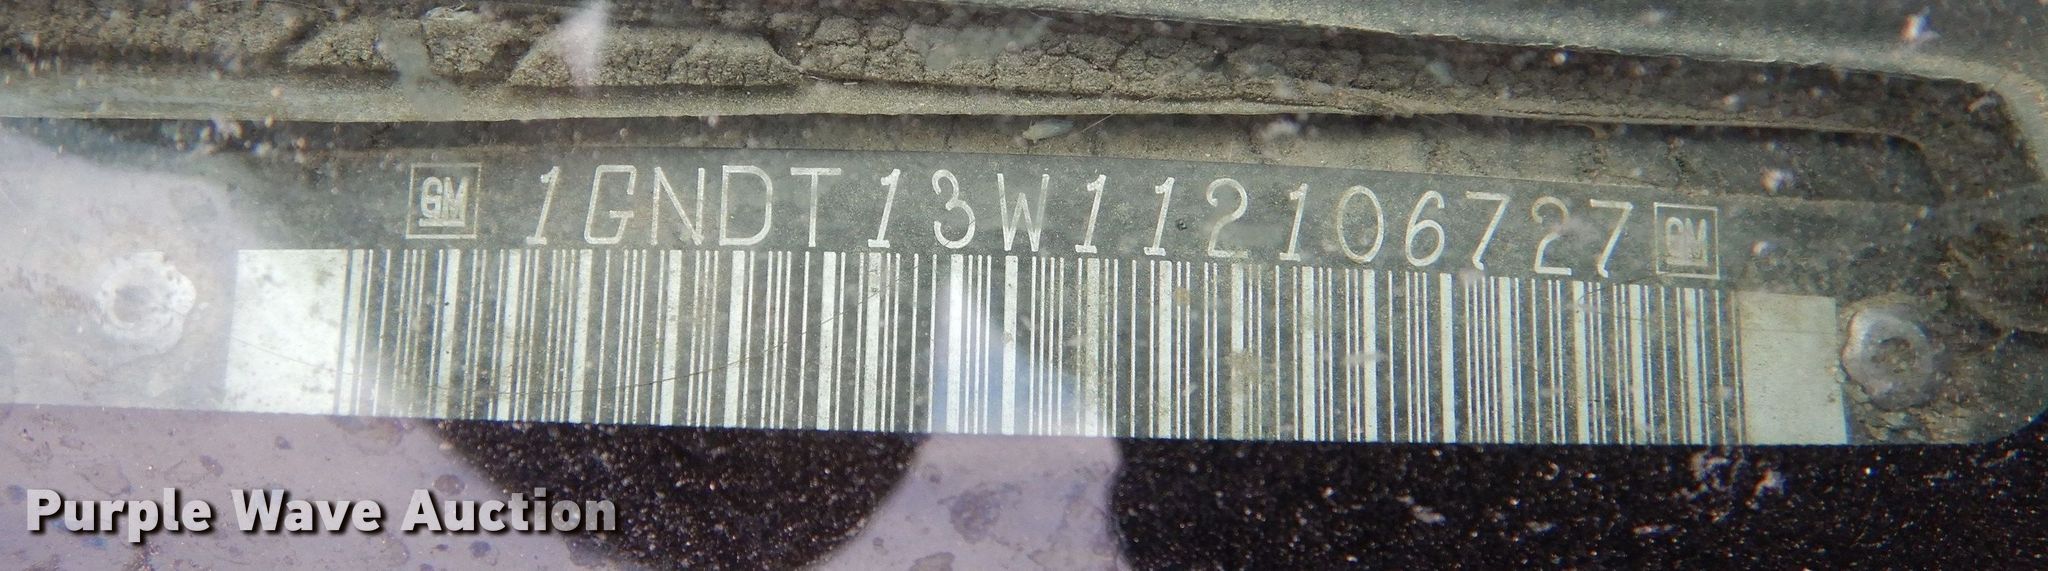 GM 1GNDT13W112106727 GM
Purple Wave Auction